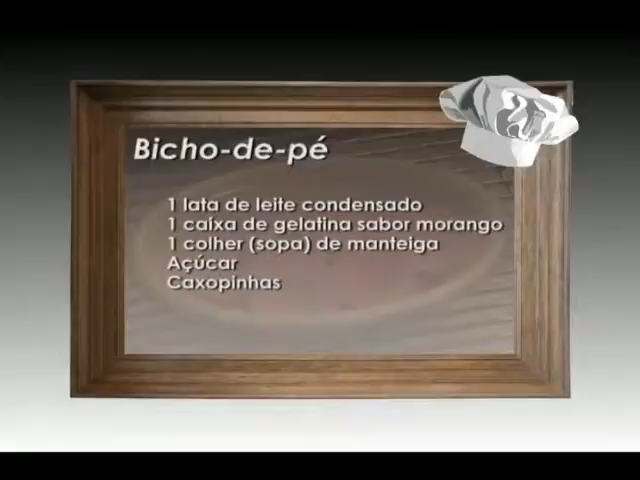 Bicho-de-pé
1 lata de leite condensado
1 caixa de gelatina sabor morango
1 colher (sopa) de manteiga
Açúcar
Caxopinhas